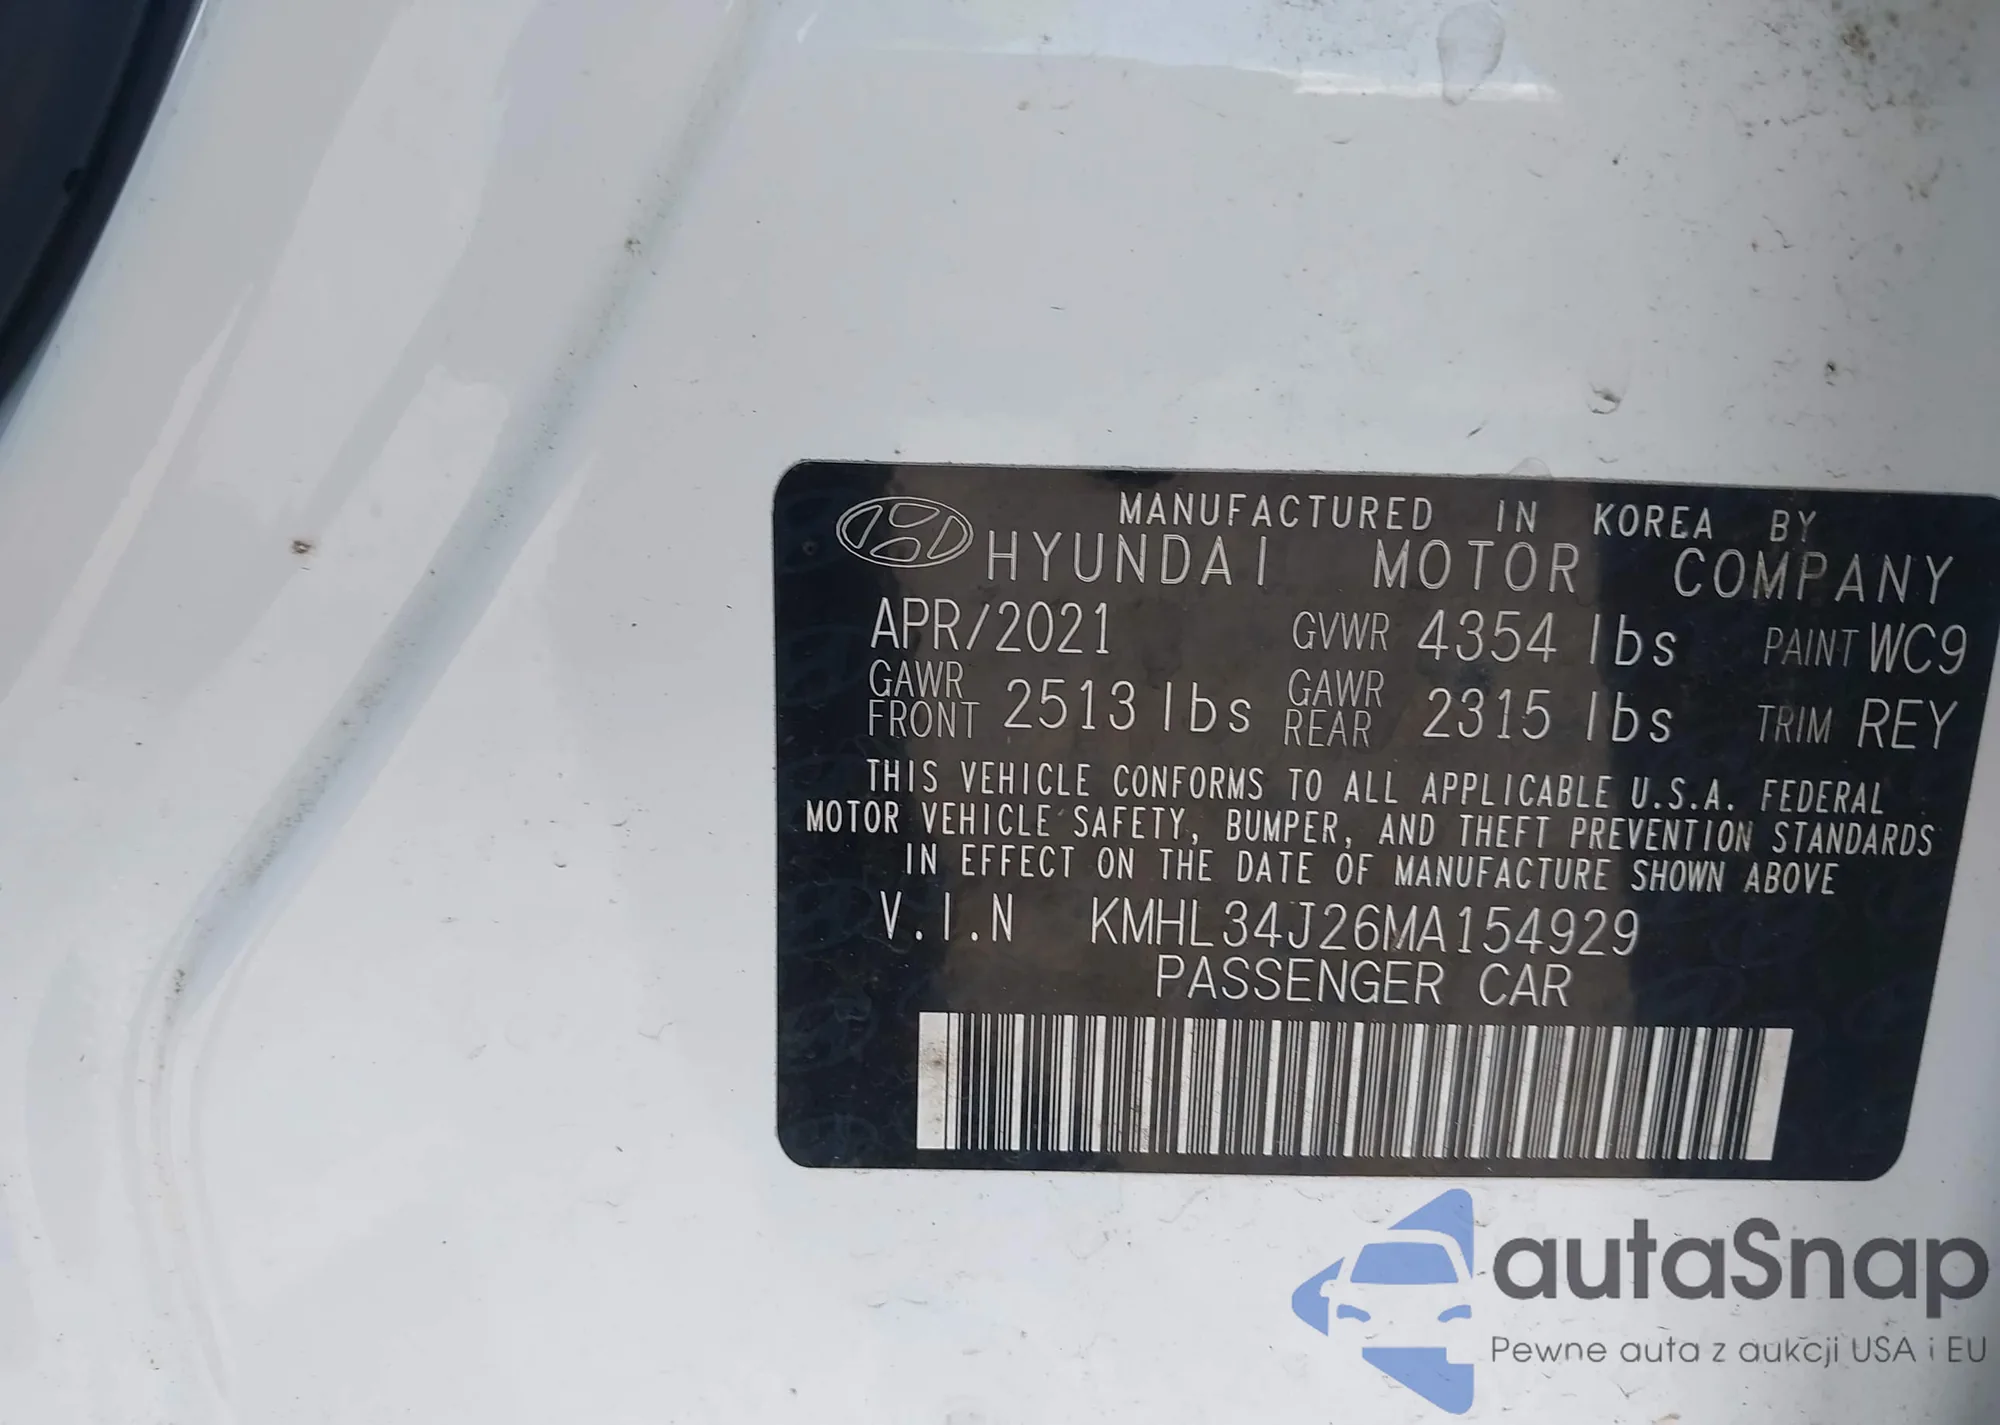 MANUFACTURED IN KOREA BY
HYUNDAI MOTOR COMPANY
APR/2021 GVWR 4354 lbs PAINT WC9
GAWR FRONT 2513 lbs GAWR REAR 2315 lbs TRIM REY
THIS VEHICLE CONFORMS TO ALL APPLICABLE U.S.A. FEDERAL
MOTOR VEHICLE SAFETY, BUMPER, AND THEFT PREVENTION STANDARDS
IN EFFECT ON THE DATE OF MANUFACTURE SHOWN ABOVE
V.I.N KMHL34J26MA154929
PASSENGER CAR
autaSnap
Pewne auta z aukcji USA i EU